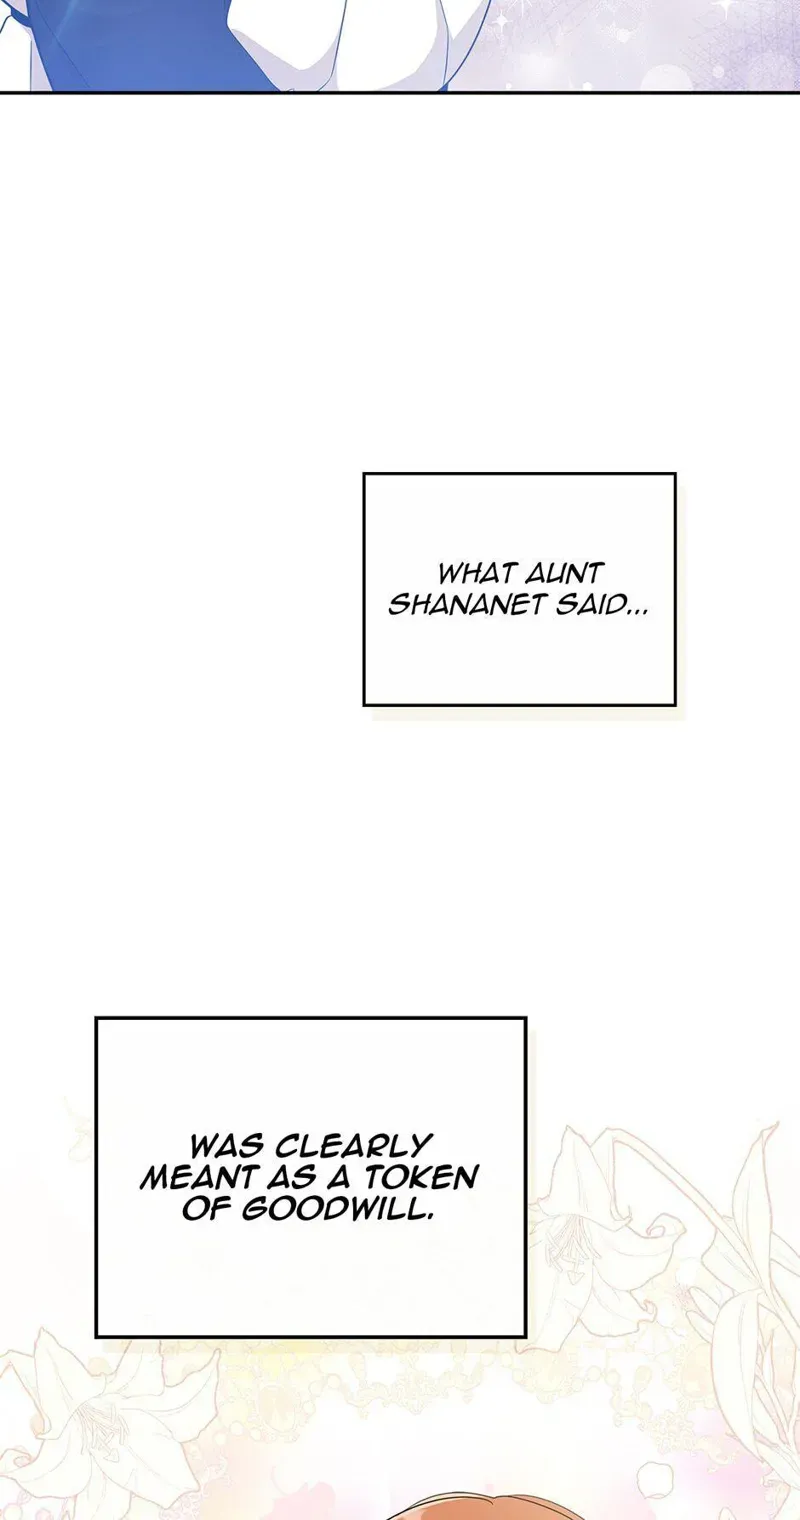 WHAT AUNT
SHANANET SAID...
WAS CLEARLY
MEANT AS A TOKEN
OF GOODWILL.